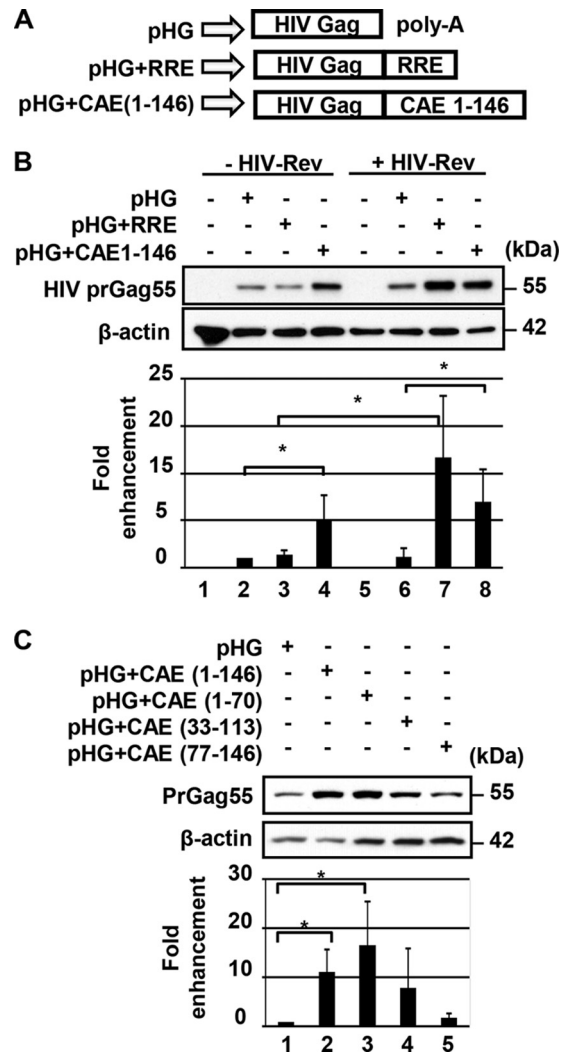 A
pHG HIV Gag poly-A
pHG+RRE HIV Gag RRE
pHG+CAE(1-146) HIV Gag CAE 1-146
B
- HIV-Rev + HIV-Rev
pHG - + - - - + - -
pHG+RRE - - + - - - + -
pHG+CAE1-146 - - - + - - - + (kDa)
HIV prGag55 55
β-actin 42
Fold enhancement
25
20
15
5
0
* * *
1 2 3 4 5 6 7 8
C
pHG + - - - -
pHG+CAE (1-146) - + - - -
pHG+CAE (1-70) - - + - -
pHG+CAE (33-113) - - - + -
pHG+CAE (77-146) - - - - + (kDa)
PrGag55 55
β-actin 42
Fold enhancement
30
20
10
0
* *
1 2 3 4 5